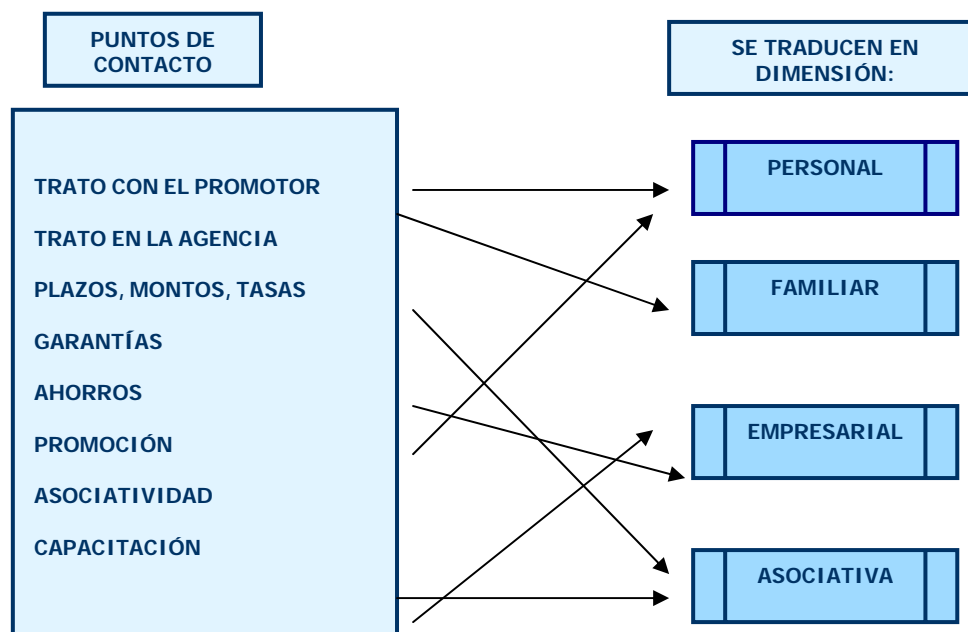 PUNTOS DE
CONTACTO
SE TRADUCEN EN
DIMENSIÓN:
TRATO CON EL PROMOTOR
TRATO EN LA AGENCIA
PLAZOS, MONTOS, TASAS
GARANTÍAS
AHORROS
PROMOCIÓN
ASOCIATIVIDAD
CAPACITACIÓN
PERSONAL
FAMILIAR
EMPRESARIAL
ASOCIATIVA